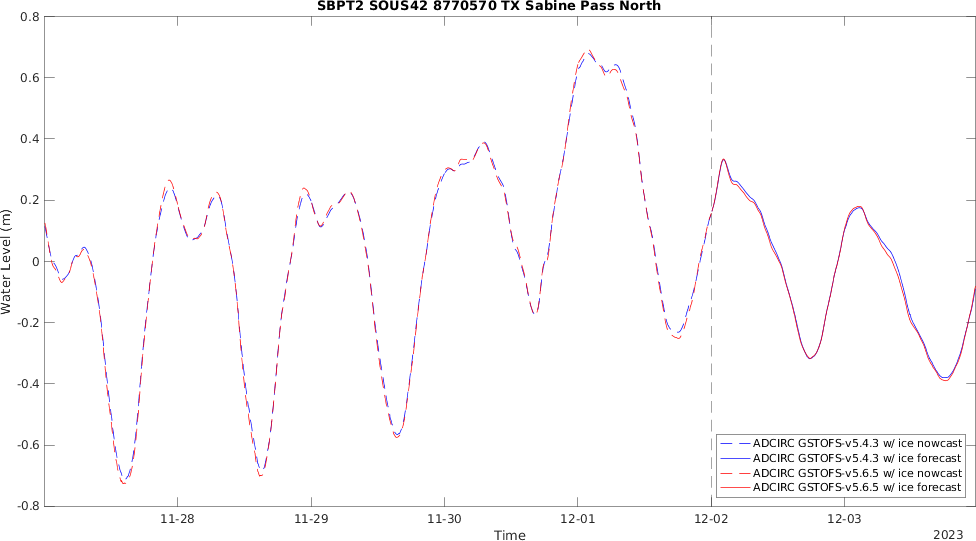 SBPT2 SOUS42 8770570 TX Sabine Pass North
0.8
0.6
0.4
0.2
0
-0.2
-0.4
-0.6
-0.8
Water Level (m)
11-28 11-29 11-30 12-01 12-02 12-03
Time
2023
ADCIRC GSTOFS-v5.4.3 w/ ice nowcast
ADCIRC GSTOFS-v5.4.3 w/ ice forecast
ADCIRC GSTOFS-v5.6.5 w/ ice nowcast
ADCIRC GSTOFS-v5.6.5 w/ ice forecast